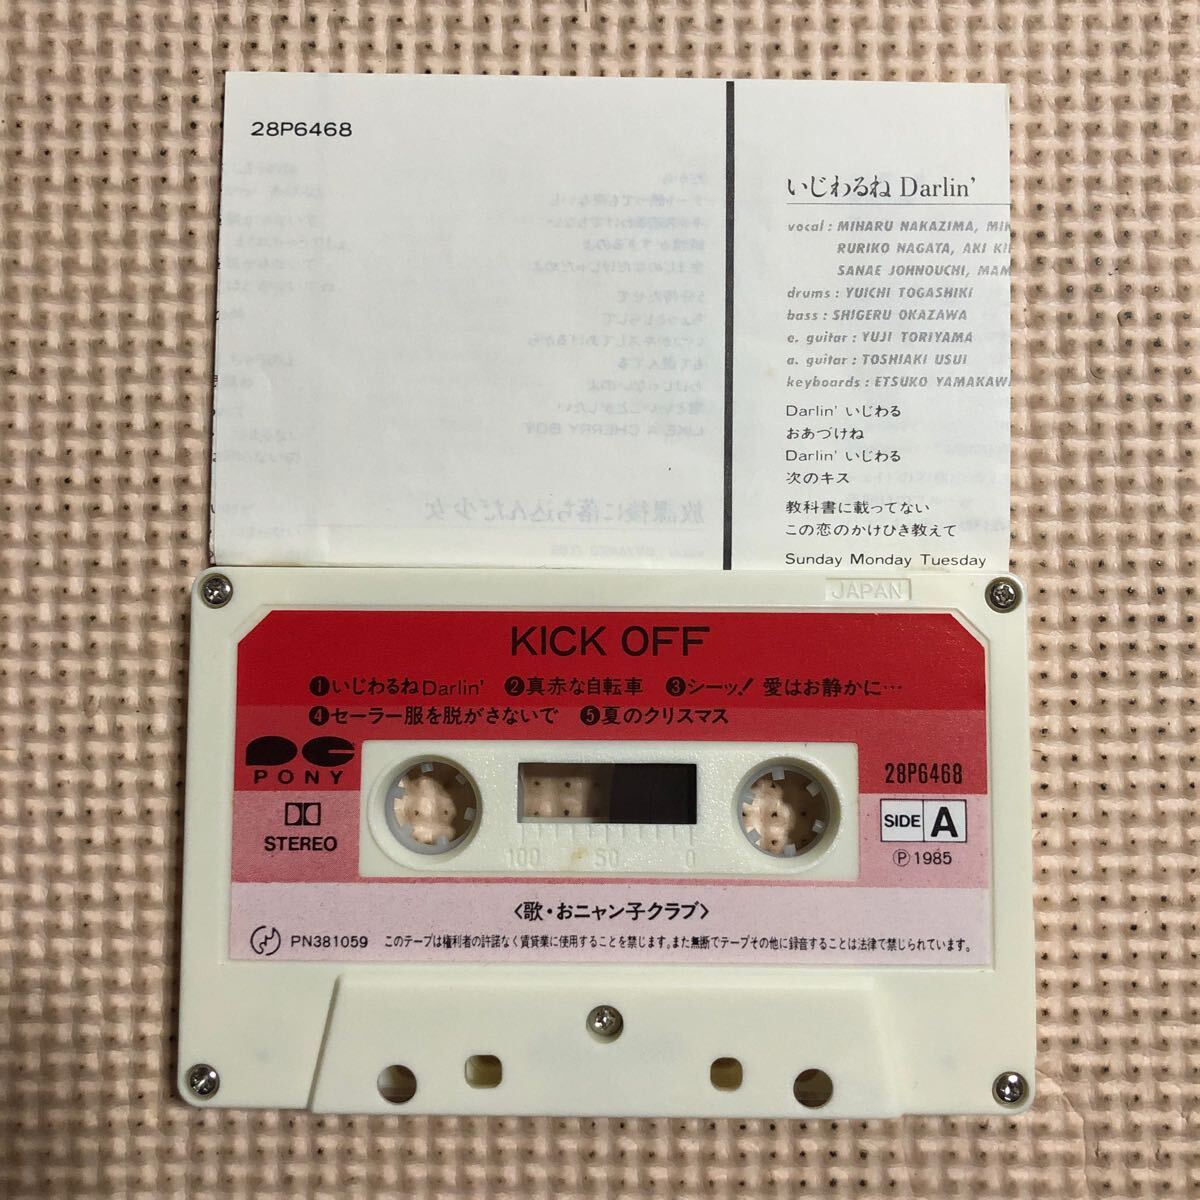 28P6468
いじわるね Darlin'
vocal : MIHARU NAKAZIMA,
RURIKO NAGATA, AKI
SANAE JOHNOUCHI,
drums : YUICHI TOGASHIKI
bass : SHIGERU OKAZAWA
e. guitar : YUJI TORIYAMA
a. guitar : TOSHIAKI USUI
keyboards : ETSUKO YAMAKAW
Darlin' いじわる
おあづけね
Darlin' いじわる
次のキス
教科書に載ってない
この恋のかけひき教えて
Sunday Monday Tuesday
JAPAN
KICK OFF
❶いじわるねDarlin' ❷真赤な自転車 ❸シーッ! 愛はお静かに…
❹セーラー服を脱がさないで ❺夏のクリスマス
PC
PONY
28P6468
STEREO
SIDE A
Ⓟ1985
100 50 0
〈歌・おニャン子クラブ〉
PN381059 このテープは権利者の許諾なく賃貸業に使用することを禁じます。また無断でテープその他に録音することは法律で禁じられています。